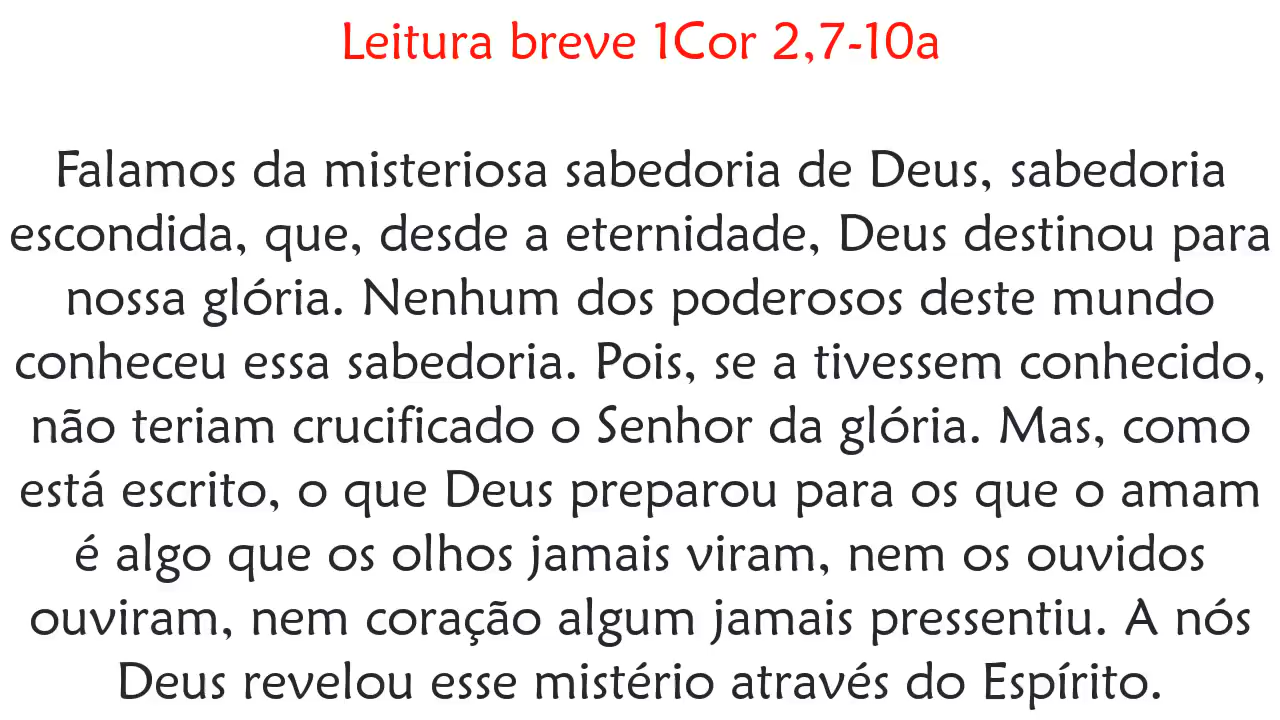 Leitura breve 1Cor 2,7-10a
Falamos da misteriosa sabedoria de Deus, sabedoria
escondida, que, desde a eternidade, Deus destinou para
nossa glória. Nenhum dos poderosos deste mundo
conheceu essa sabedoria. Pois, se a tivessem conhecido,
não teriam crucificado o Senhor da glória. Mas, como
está escrito, o que Deus preparou para os que o amam
é algo que os olhos jamais viram, nem os ouvidos
ouviram, nem coração algum jamais pressentiu. A nós
Deus revelou esse mistério através do Espírito.